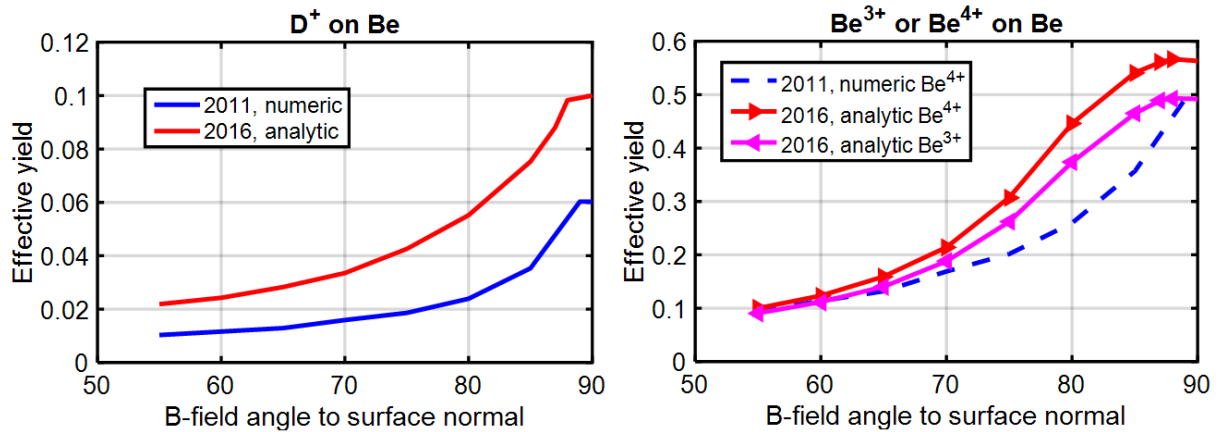 D⁺ on Be
0.12
0.1
0.08
0.06
0.04
0.02
0
Effective yield
2011, numeric
2016, analytic
50 60 70 80 90
B-field angle to surface normal
Be³⁺ or Be⁴⁺ on Be
0.6
0.5
0.4
0.3
0.2
0.1
0
Effective yield
2011, numeric Be⁴⁺
2016, analytic Be⁴⁺
2016, analytic Be³⁺
50 60 70 80 90
B-field angle to surface normal